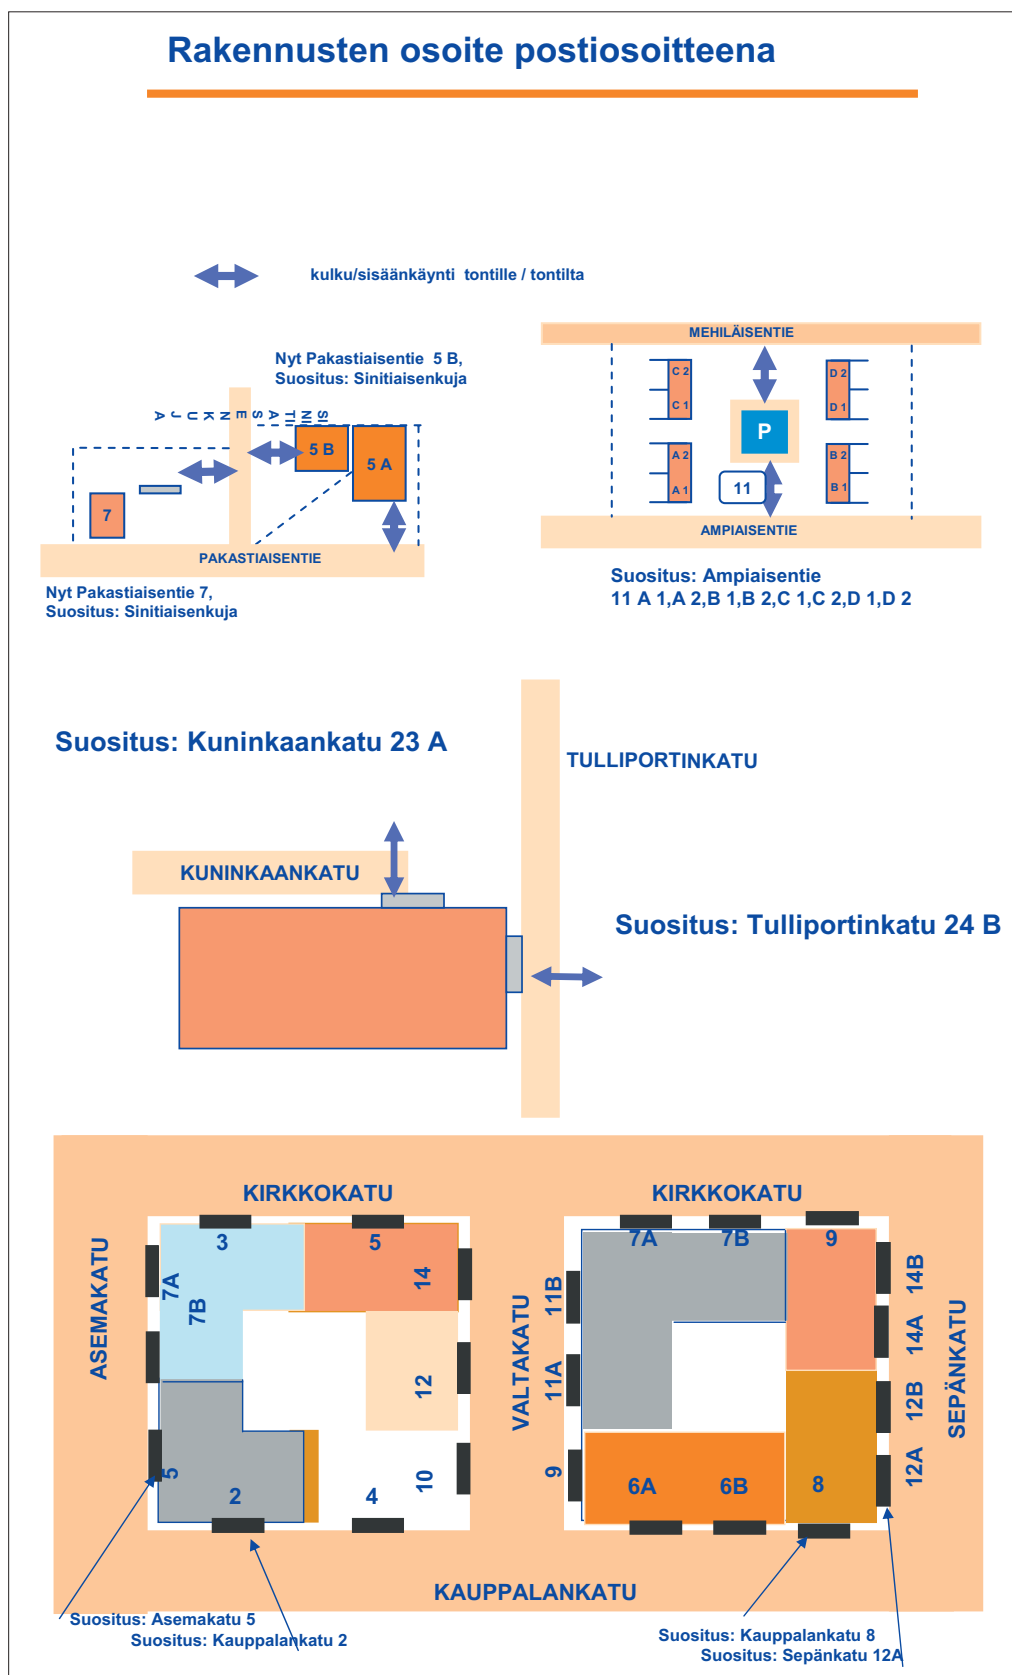 Rakennusten osoite postiosoitteena
kulku/sisäänkäynti tontille / tontilta
Nyt Pakastiaisentie 5 B,
Suositus: Sinitiaisenkuja
SINITIASENKUJA
5 B
5 A
7
PAKASTIAISENTIE
Nyt Pakastiaisentie 7,
Suositus: Sinitiaisenkuja
MEHILÄISENTIE
C 2
C 1
D 2
D 1
P
A 2
A 1
B 2
B 1
11
AMPIAISENTIE
Suositus: Ampiaisentie
11 A 1,A 2,B 1,B 2,C 1,C 2,D 1,D 2
Suositus: Kuninkaankatu 23 A
TULLIPORTINKATU
KUNINKAANKATU
Suositus: Tulliportinkatu 24 B
KIRKKOKATU
3
5
ASEMAKATU
7A
7B
14
12
10
5
2
4
KIRKKOKATU
7A
7B
9
VALTAKATU
11B
11A
9
14B
14A
12B
12A
SEPÄNKATU
6A
6B
8
KAUPPALANKATU
Suositus: Asemakatu 5
Suositus: Kauppalankatu 2
Suositus: Kauppalankatu 8
Suositus: Sepänkatu 12A